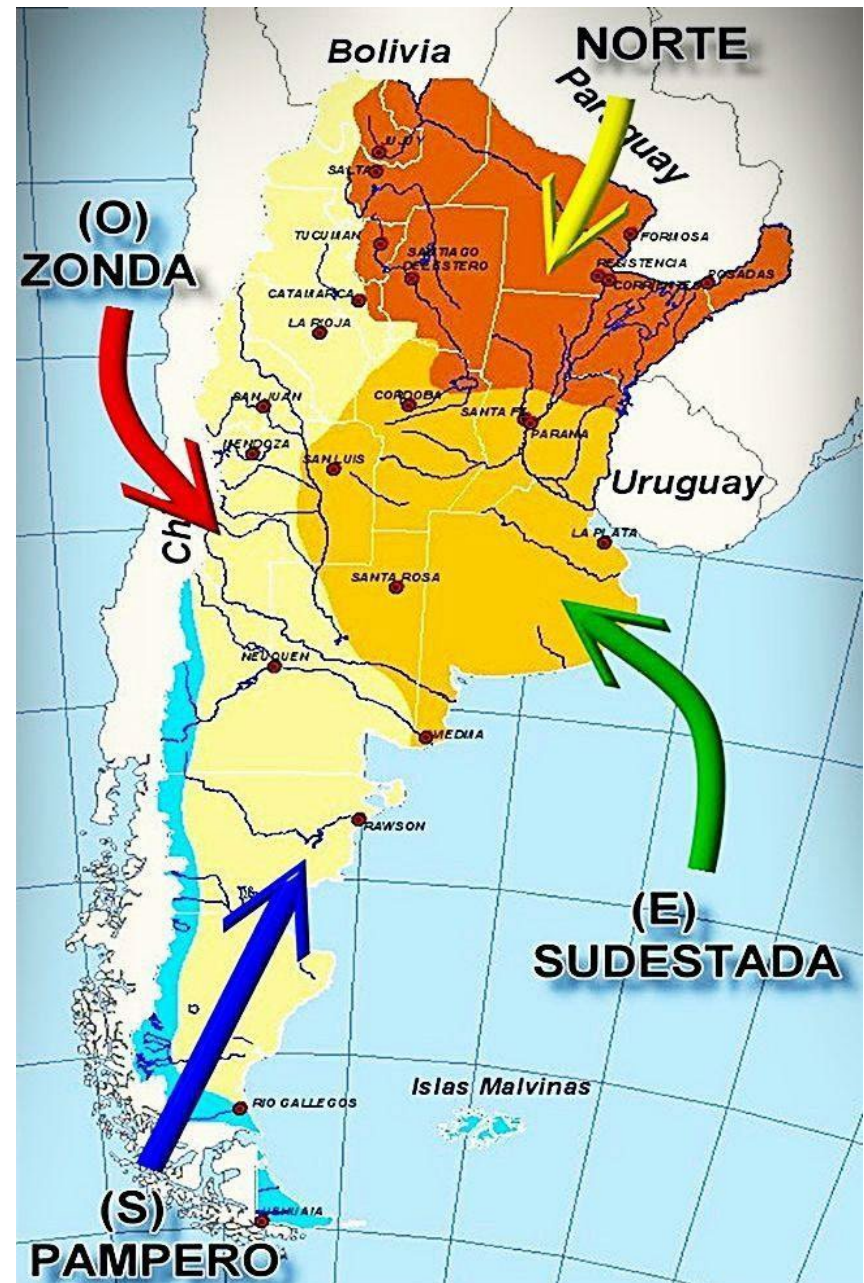 NORTE
Bolivia
Paraguay
JUJUY
SALTA
(O)
ZONDA
TUCUMAN
SANTIAGO
DEL ESTERO
FORMOSA
RESISTENCIA
CORRIENTES
POSADAS
CATAMARCA
LA RIOJA
SAN JUAN
CORDOBA
SANTA FE
PARANA
MENDOZA
SAN LUIS
Uruguay
Ch
LA PLATA
SANTA ROSA
NEUQUEN
RAWSON
(E)
SUDESTADA
Islas Malvinas
RIO GALLEGOS
(S)
PAMPERO
USHUAIA